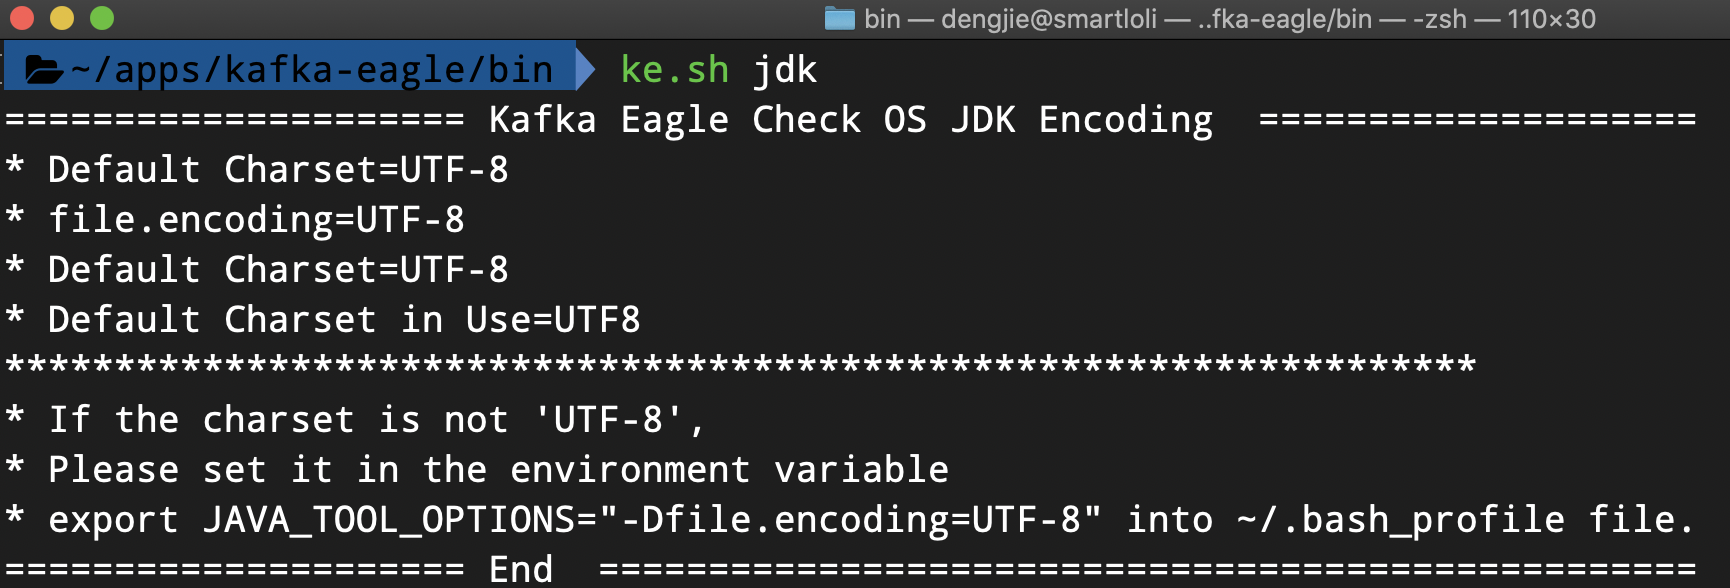 bin — dengjie@smartloli — ..fka-eagle/bin — -zsh — 110×30
~/apps/kafka-eagle/bin ke.sh jdk
===================== Kafka Eagle Check OS JDK Encoding  ====================
* Default Charset=UTF-8
* file.encoding=UTF-8
* Default Charset=UTF-8
* Default Charset in Use=UTF8
*******************************************************************
* If the charset is not 'UTF-8',
* Please set it in the environment variable
* export JAVA_TOOL_OPTIONS="-Dfile.encoding=UTF-8" into ~/.bash_profile file.
===================== End  ==================================================